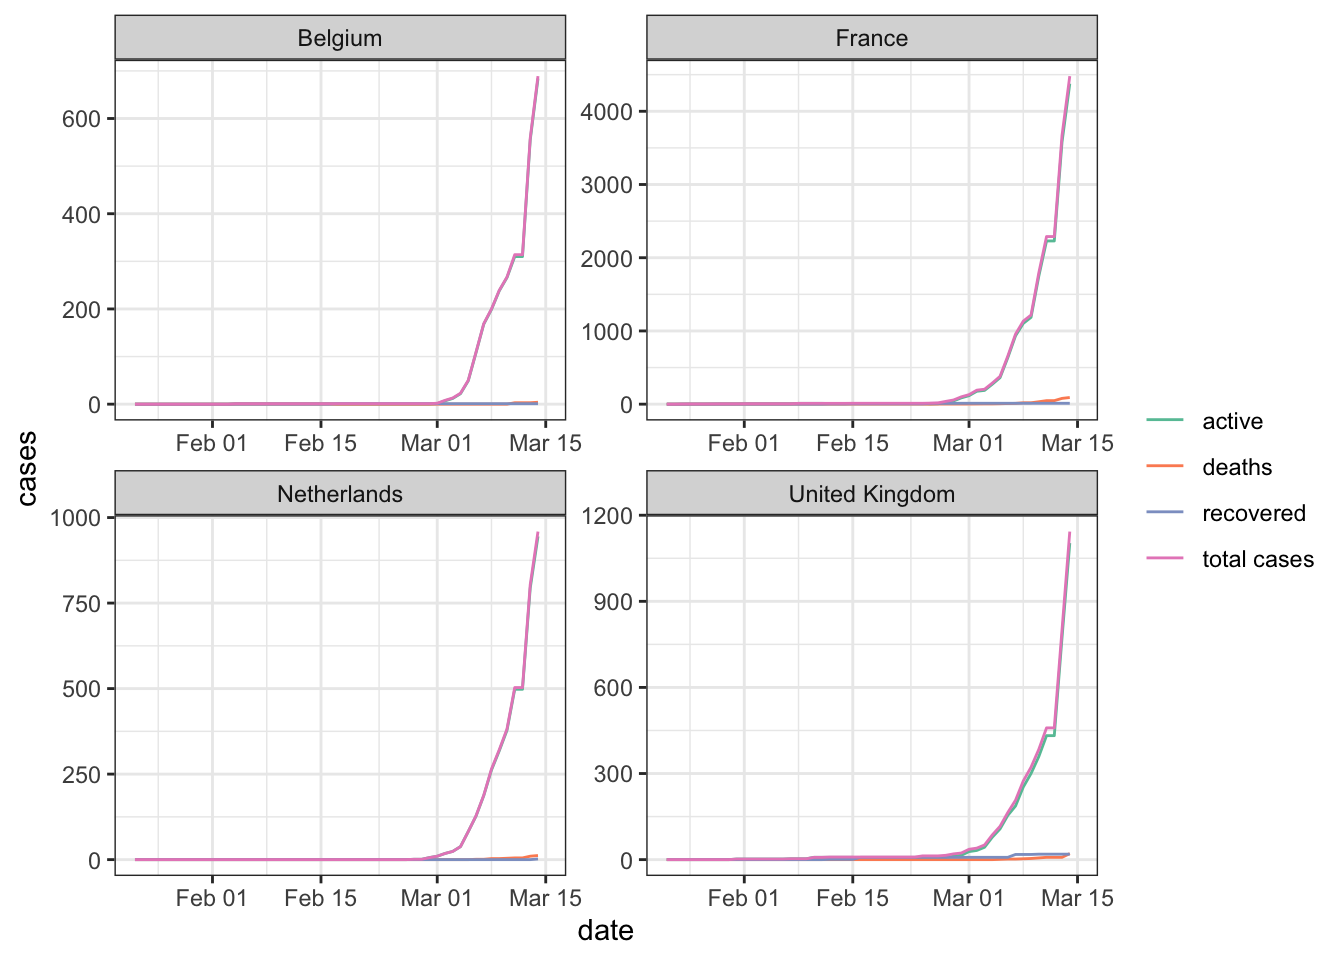 Belgium
France
600
400
200
0
4000
3000
2000
1000
0
Feb 01 Feb 15 Mar 01 Mar 15
Feb 01 Feb 15 Mar 01 Mar 15
Netherlands
United Kingdom
1000
750
500
250
0
1200
900
600
300
0
Feb 01 Feb 15 Mar 01 Mar 15
Feb 01 Feb 15 Mar 01 Mar 15
cases
date
active
deaths
recovered
total cases